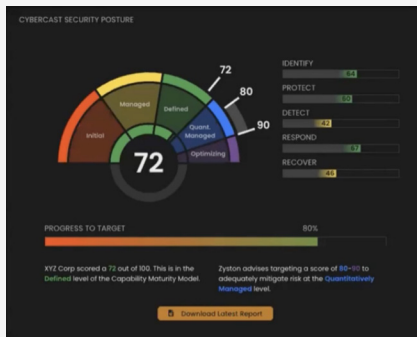 CYBERCAST SECURITY POSTURE
72
80
90
Initial
Managed
Defined
Quant.
Managed
Optimizing
72
IDENTIFY
64
PROTECT
60
DETECT
42
RESPOND
67
RECOVER
46
PROGRESS TO TARGET
80%
XYZ Corp scored a 72 out of 100. This is in the
Defined level of the Capability Maturity Model.
Zyston advises targeting a score of 80-90 to
adequately mitigate risk at the Quantitatively
Managed level.
Download Latest Report